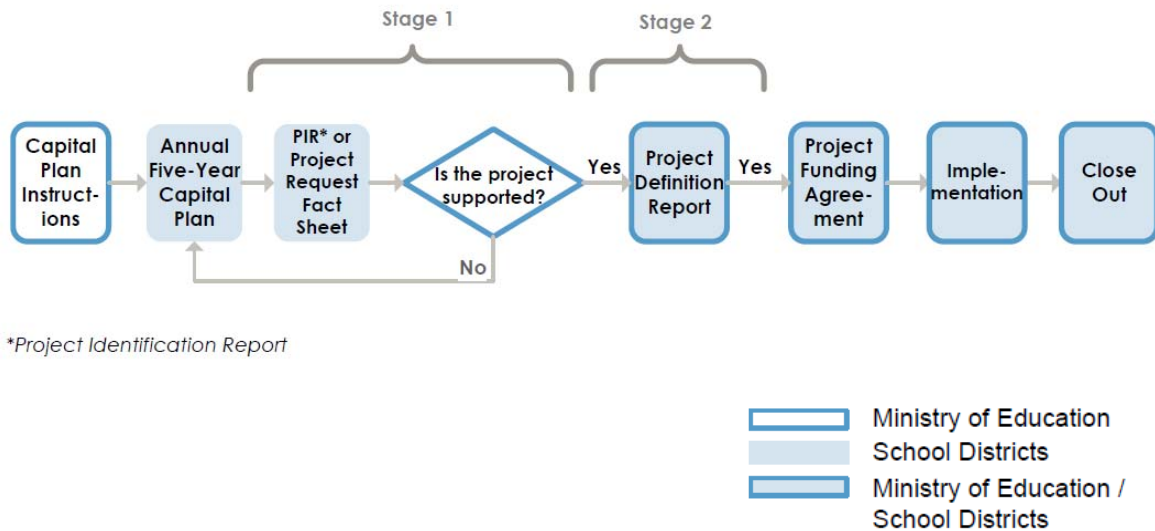 Stage 1
Stage 2
Capital
Plan
Instruct-
ions
Annual
Five-Year
Capital
Plan
PIR* or
Project
Request
Fact
Sheet
Is the project
supported?
Yes
No
Project
Definition
Report
Yes
Project
Funding
Agree-
ment
Imple-
mentation
Close
Out
*Project Identification Report
Ministry of Education
School Districts
Ministry of Education /
School Districts